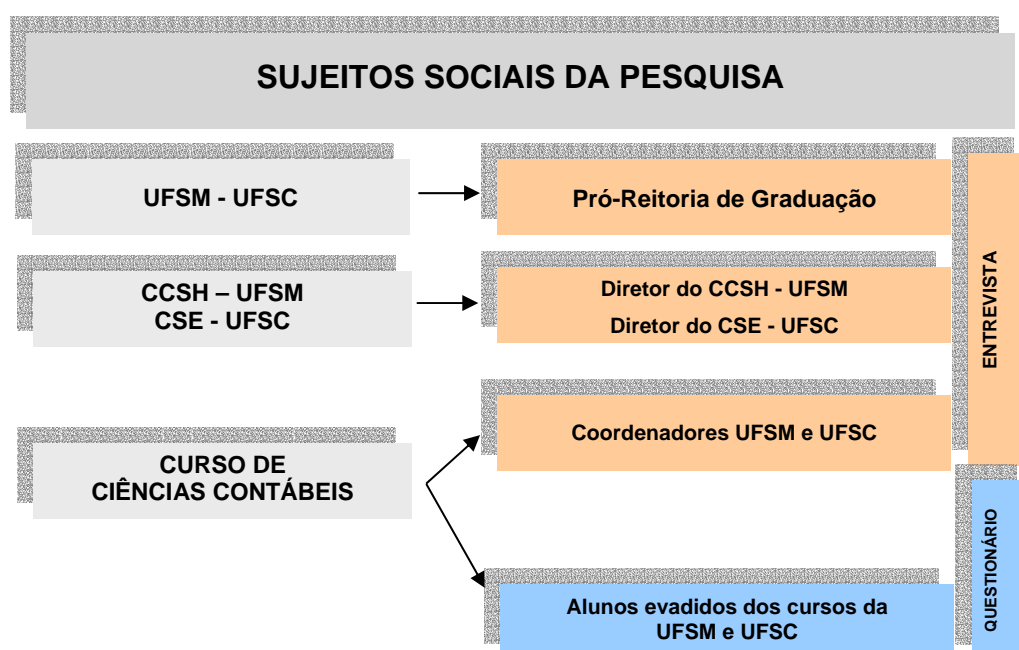 SUJEITOS SOCIAIS DA PESQUISA
UFSM - UFSC
Pró-Reitoria de Graduação
CCSH – UFSM
CSE - UFSC
Diretor do CCSH - UFSM
Diretor do CSE - UFSC
ENTREVISTA
CURSO DE
CIÊNCIAS CONTÁBEIS
Coordenadores UFSM e UFSC
Alunos evadidos dos cursos da
UFSM e UFSC
QUESTIONÁRIO